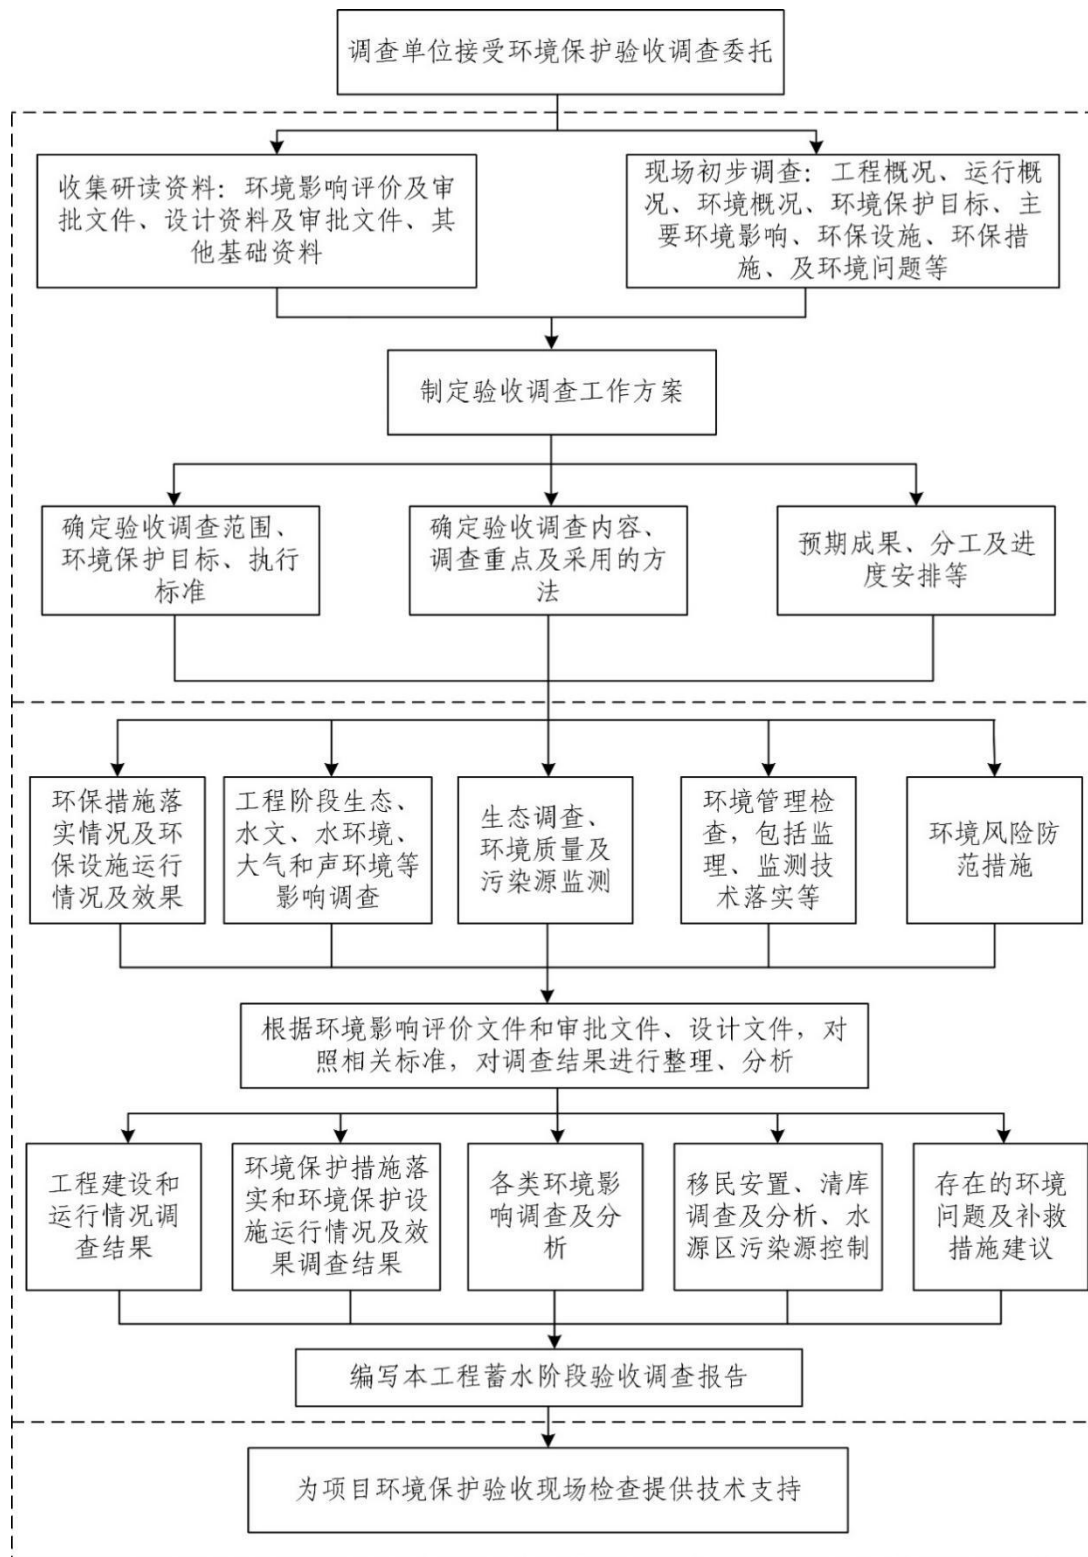 调查单位接受环境保护验收调查委托
收集研读资料：环境影响评价及审
批文件、设计资料及审批文件、其
他基础资料
现场初步调查：工程概况、运行概
况、环境概况、环境保护目标、主
要环境影响、环保设施、环保措
施、及环境问题等
制定验收调查工作方案
确定验收调查范围、
环境保护目标、执行
标准
确定验收调查内容、
调查重点及采用的方
法
预期成果、分工及进
度安排等
环保措施落
实情况及环
保设施运行
情况及效果
工程阶段生态、
水文、水环境、
大气和声环境等
影响调查
生态调查、
环境质量及
污染源监测
环境管理检
查，包括监
理、监测技
术落实等
环境风险防
范措施
根据环境影响评价文件和审批文件、设计文件，对
照相关标准，对调查结果进行整理、分析
工程建设和
运行情况调
查结果
环境保护措施落
实和环境保护设
施运行情况及效
果调查结果
各类环境影
响调查及分
析
移民安置、清库
调查及分析、水
源区污染源控制
存在的环境
问题及补救
措施建议
编写本工程蓄水阶段验收调查报告
为项目环境保护验收现场检查提供技术支持